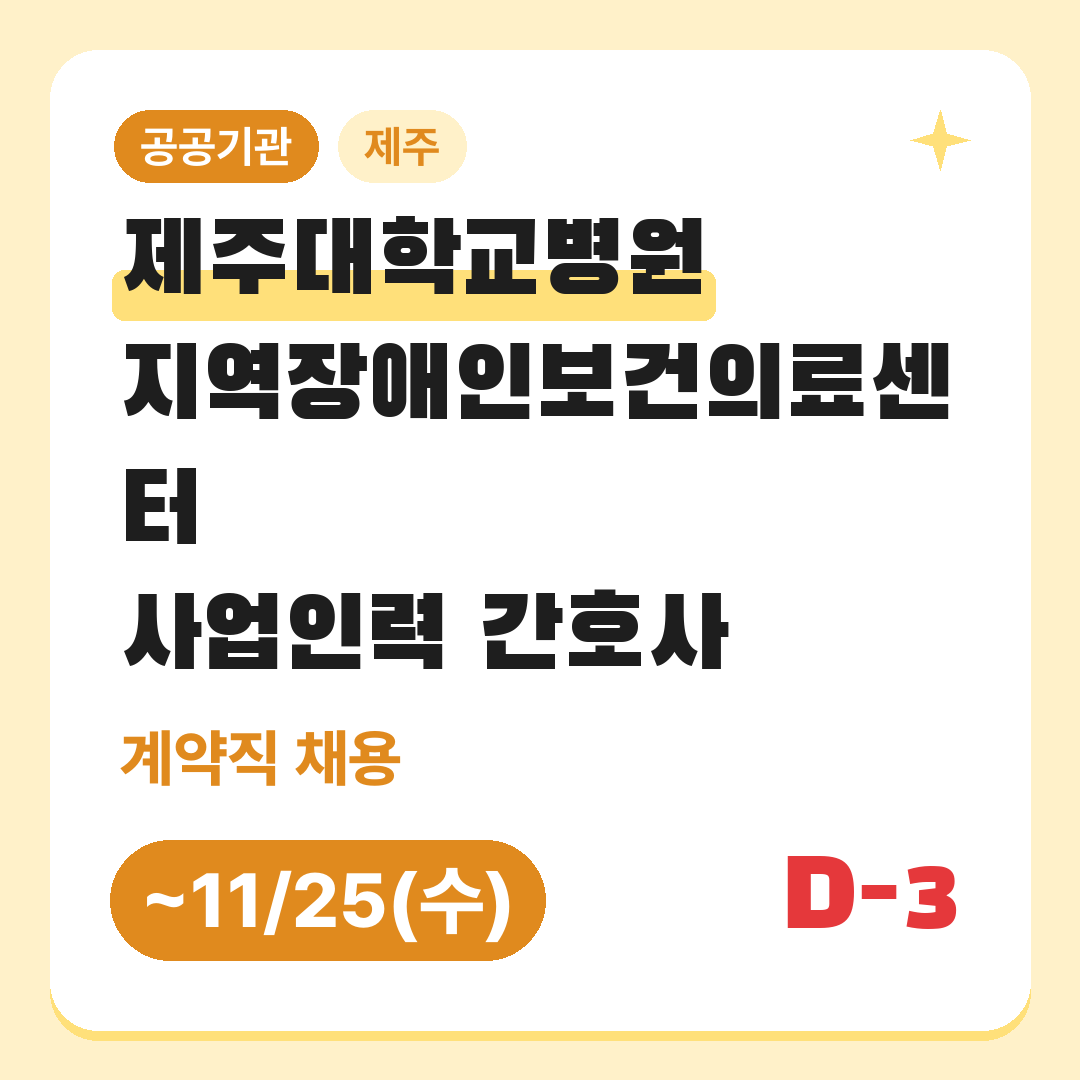 공공기관 제주
제주대학교병원
지역장애인보건의료센
터
사업인력 간호사
계약직 채용
~11/25(수) D-3